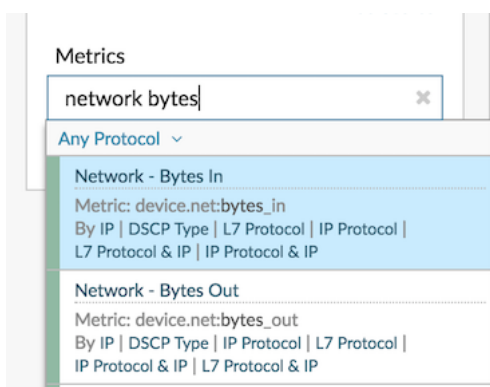 Metrics
network bytes
Any Protocol
Network - Bytes In
Metric: device.net:bytes_in
By IP | DSCP Type | L7 Protocol | IP Protocol |
L7 Protocol & IP | IP Protocol & IP
Network - Bytes Out
Metric: device.net:bytes_out
By IP | DSCP Type | IP Protocol | L7 Protocol |
IP Protocol & IP | L7 Protocol & IP